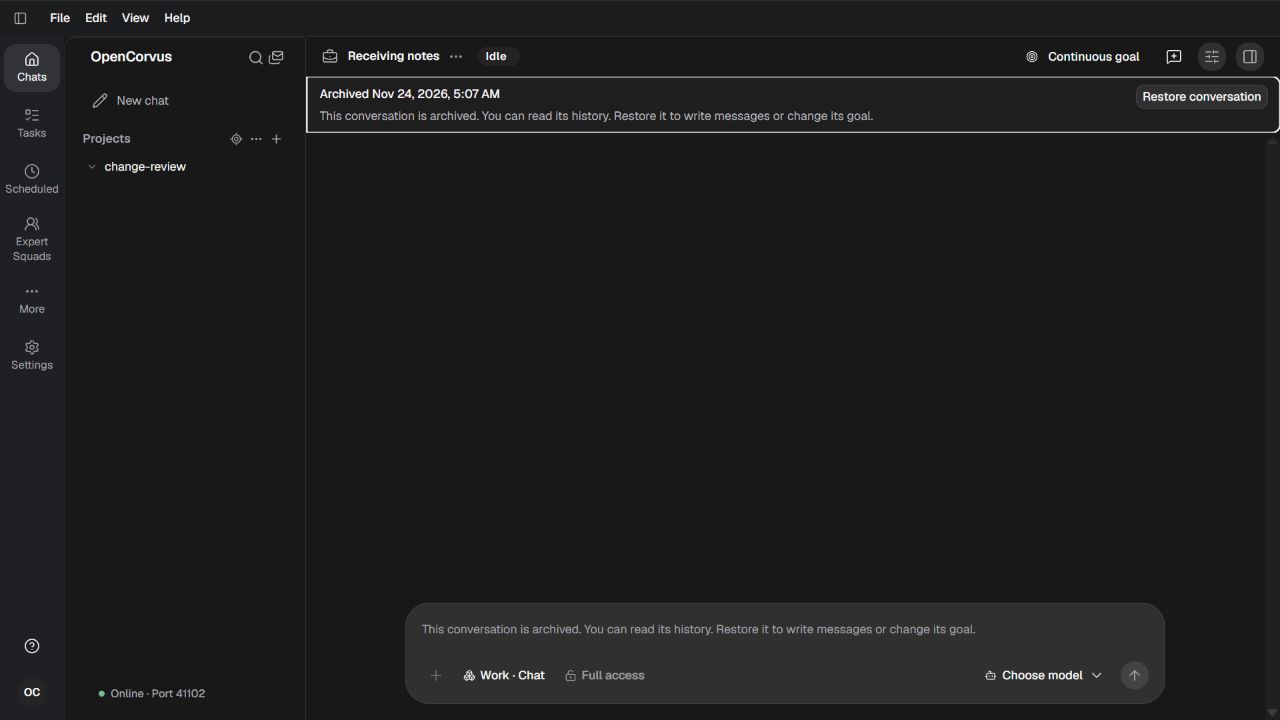 File Edit View Help
Chats
Tasks
Scheduled
Expert
Squads
More
Settings
OC
OpenCorvus
New chat
Projects
change-review
Online · Port 41102
Receiving notes
Idle
Continuous goal
Archived Nov 24, 2026, 5:07 AM
This conversation is archived. You can read its history. Restore it to write messages or change its goal.
Restore conversation
This conversation is archived. You can read its history. Restore it to write messages or change its goal.
Work · Chat
Full access
Choose model